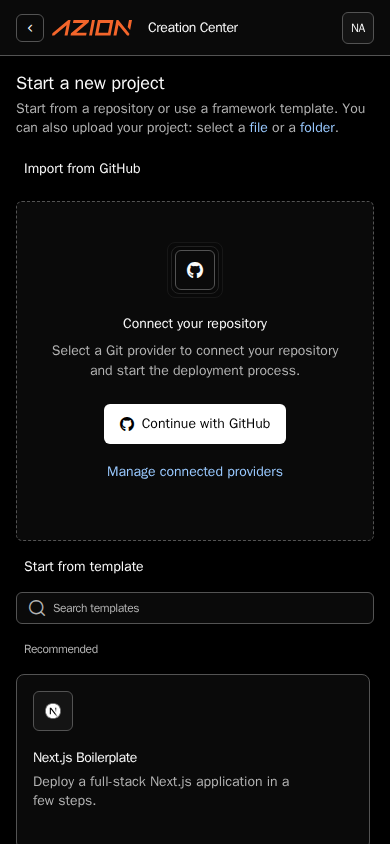 AZION Creation Center NA
Start a new project
Start from a repository or use a framework template. You
can also upload your project: select a file or a folder.
Import from GitHub
Connect your repository
Select a Git provider to connect your repository
and start the deployment process.
Continue with GitHub
Manage connected providers
Start from template
Search templates
Recommended
N
Next.js Boilerplate
Deploy a full-stack Next.js application in a
few steps.